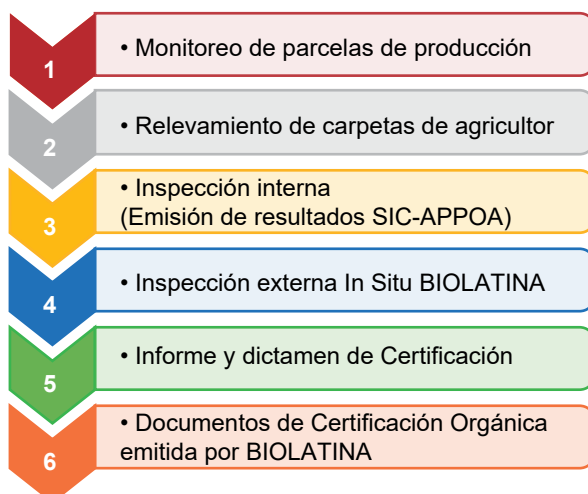 1
• Monitoreo de parcelas de producción
2
• Relevamiento de carpetas de agricultor
3
• Inspección interna
(Emisión de resultados SIC-APPOA)
4
• Inspección externa In Situ BIOLATINA
5
• Informe y dictamen de Certificación
6
• Documentos de Certificación Orgánica
emitida por BIOLATINA